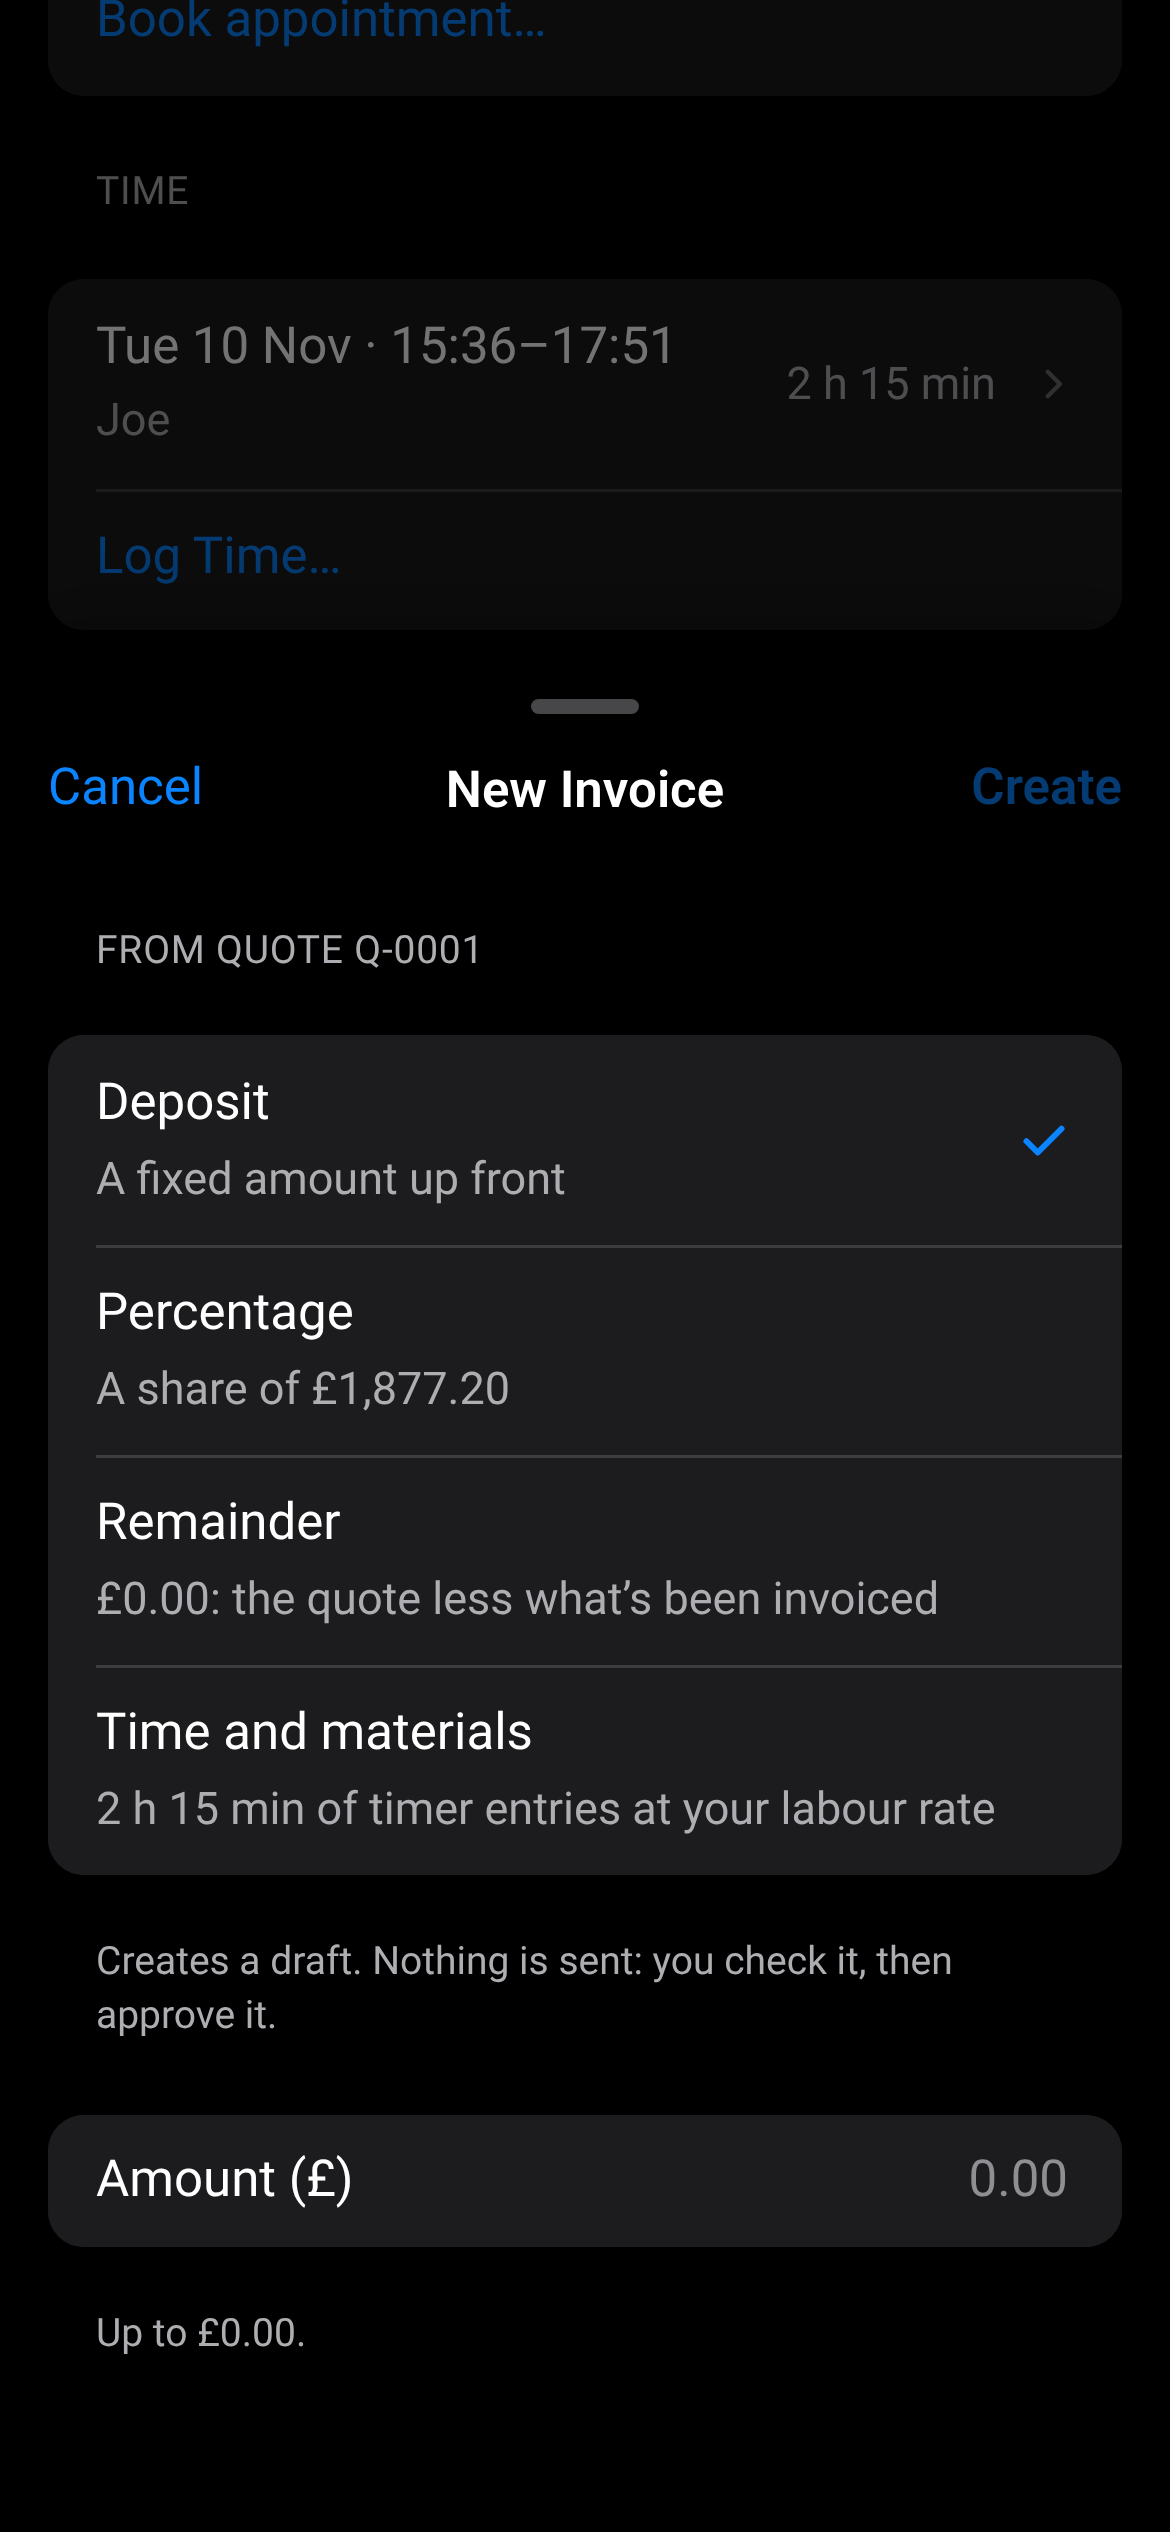 Book appointment…
TIME
Tue 10 Nov · 15:36–17:51
Joe
2 h 15 min
Log Time…
Cancel
New Invoice
Create
FROM QUOTE Q-0001
Deposit
A fixed amount up front
Percentage
A share of £1,877.20
Remainder
£0.00: the quote less what’s been invoiced
Time and materials
2 h 15 min of timer entries at your labour rate
Creates a draft. Nothing is sent: you check it, then
approve it.
Amount (£)
0.00
Up to £0.00.